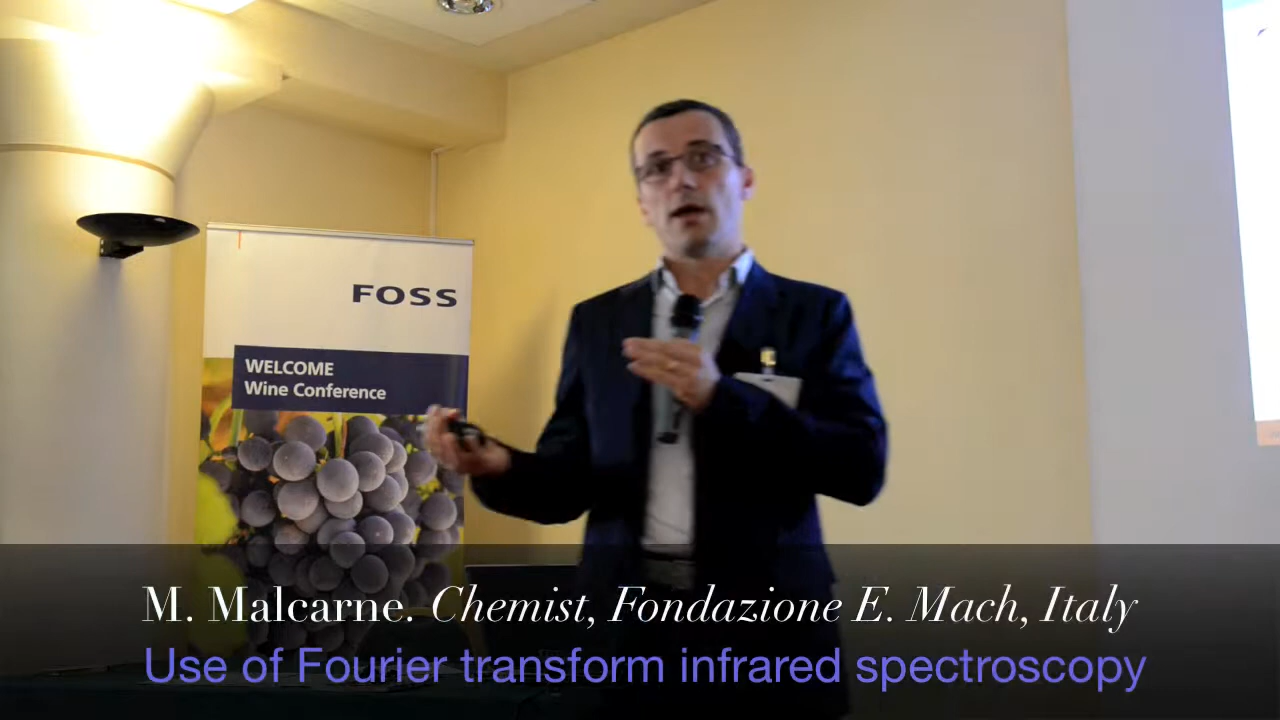 FOSS
WELCOME
Wine Conference
M. Malcarne. Chemist, Fondazione E. Mach, Italy
Use of Fourier transform infrared spectroscopy